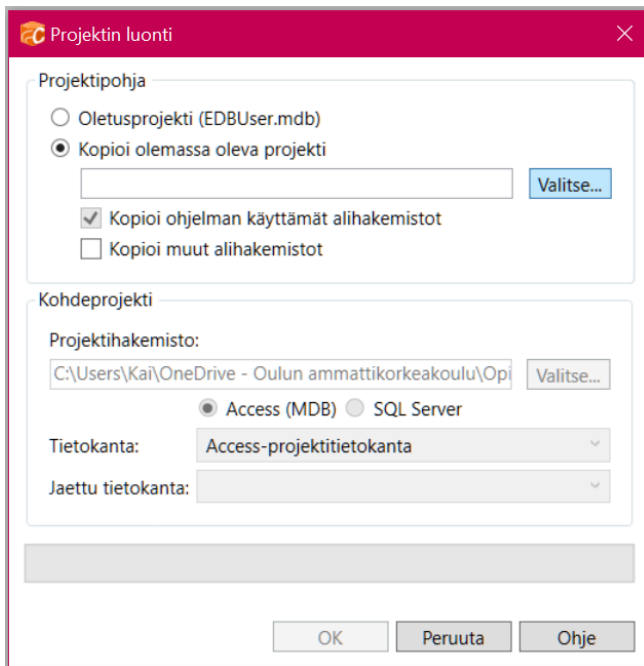 Projektin luonti
Projektipohja
Oletusprojekti (EDBUser.mdb)
Kopioi olemassa oleva projekti
Valitse...
Kopioi ohjelman käyttämät alihakemistot
Kopioi muut alihakemistot
Kohdeprojekti
Projektihakemisto:
C:\Users\Kai\OneDrive - Oulun ammattikorkeakoulu\Opi Valitse...
Access (MDB) SQL Server
Tietokanta: Access-projektitietokanta
Jaettu tietokanta:
OK Peruuta Ohje